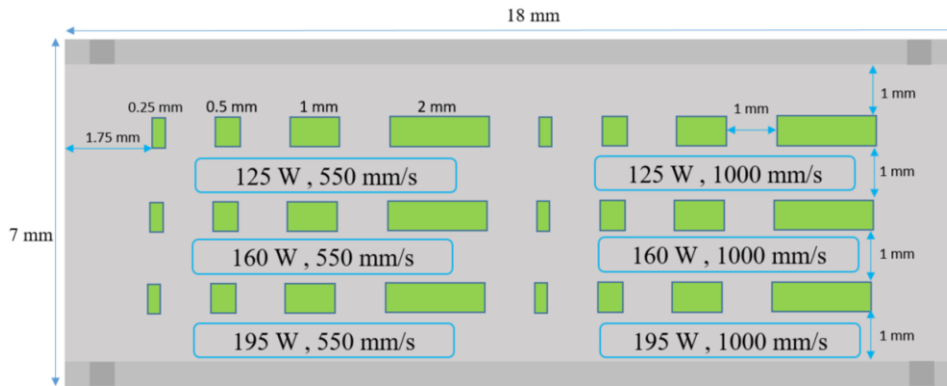 18 mm
0.25 mm 0.5 mm 1 mm 2 mm 1 mm 1 mm
1.75 mm
125 W , 550 mm/s 125 W , 1000 mm/s 1 mm
7 mm
160 W , 550 mm/s 160 W , 1000 mm/s 1 mm
195 W , 550 mm/s 195 W , 1000 mm/s 1 mm